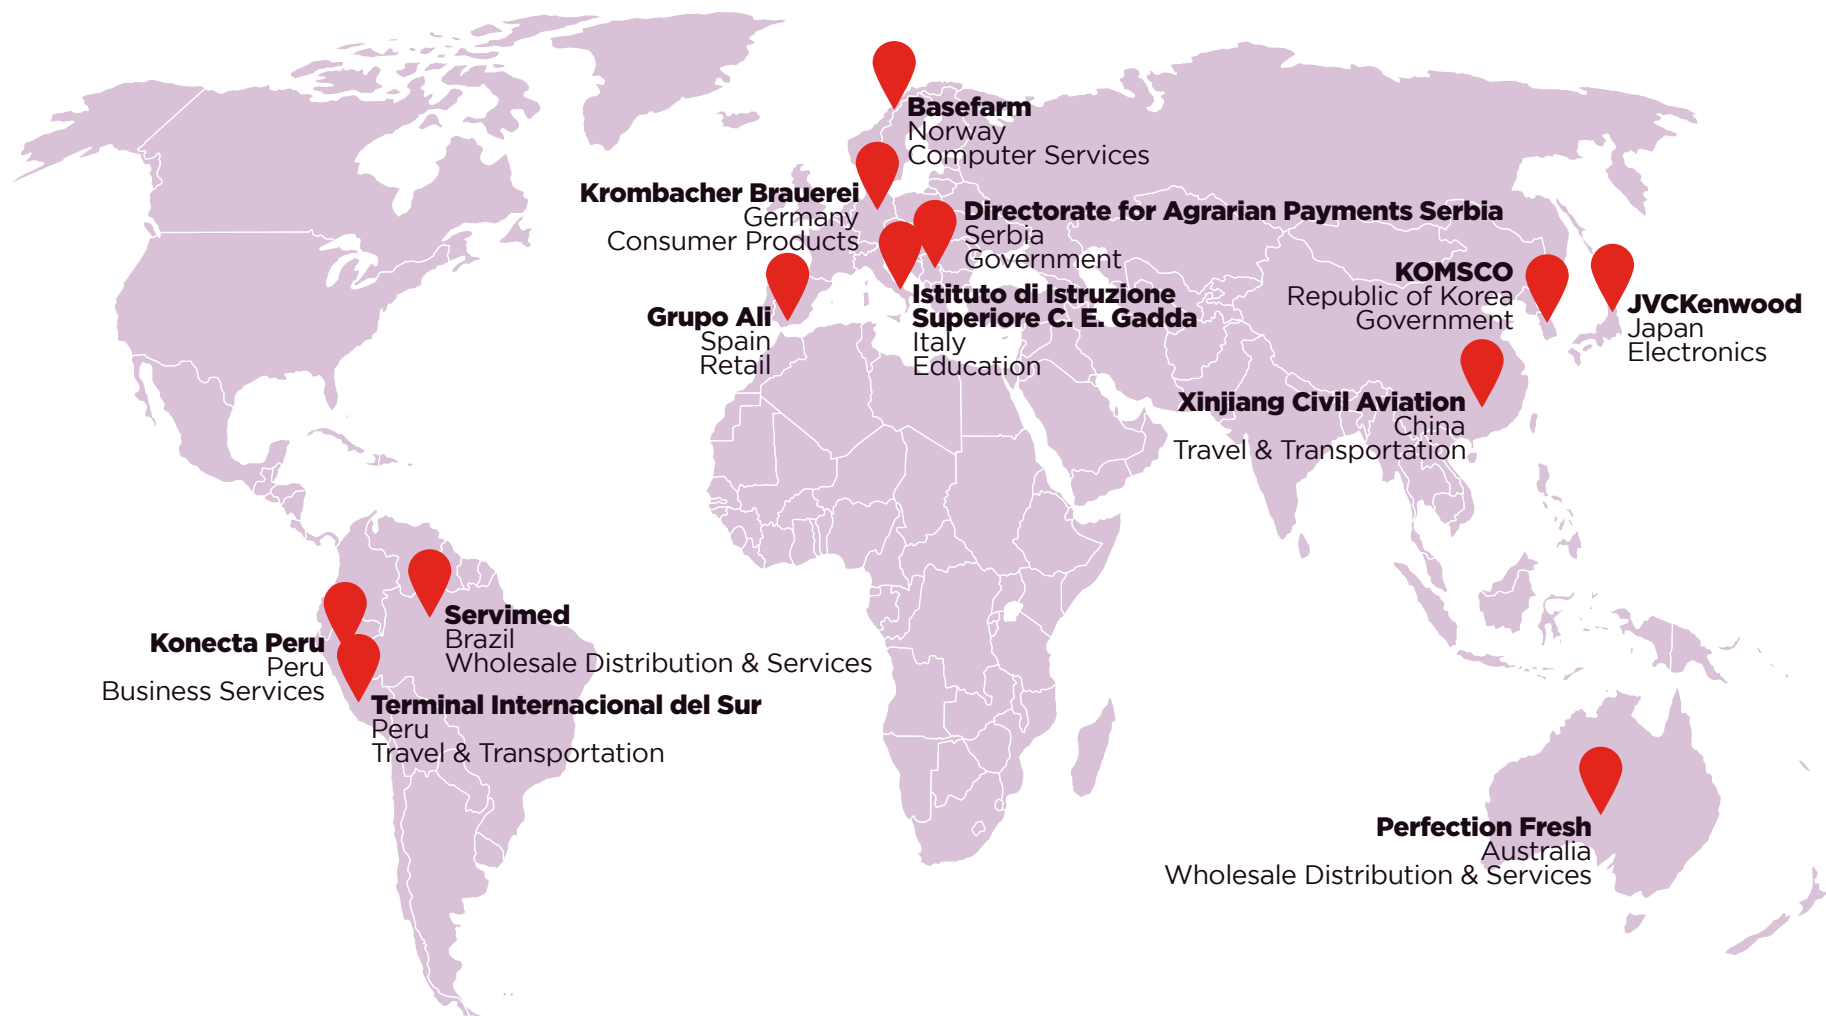 Basefarm
Norway
Computer Services
Krombacher Brauerei
Germany
Consumer Products
Directorate for Agrarian Payments Serbia
Serbia
Government
KOMSCO
Republic of Korea
Government
JVCKenwood
Japan
Electronics
Grupo Ali
Spain
Retail
Istituto di Istruzione
Superiore C. E. Gadda
Italy
Education
Xinjiang Civil Aviation
China
Travel & Transportation
Servimed
Brazil
Wholesale Distribution & Services
Konecta Peru
Peru
Business Services
Terminal Internacional del Sur
Peru
Travel & Transportation
Perfection Fresh
Australia
Wholesale Distribution & Services